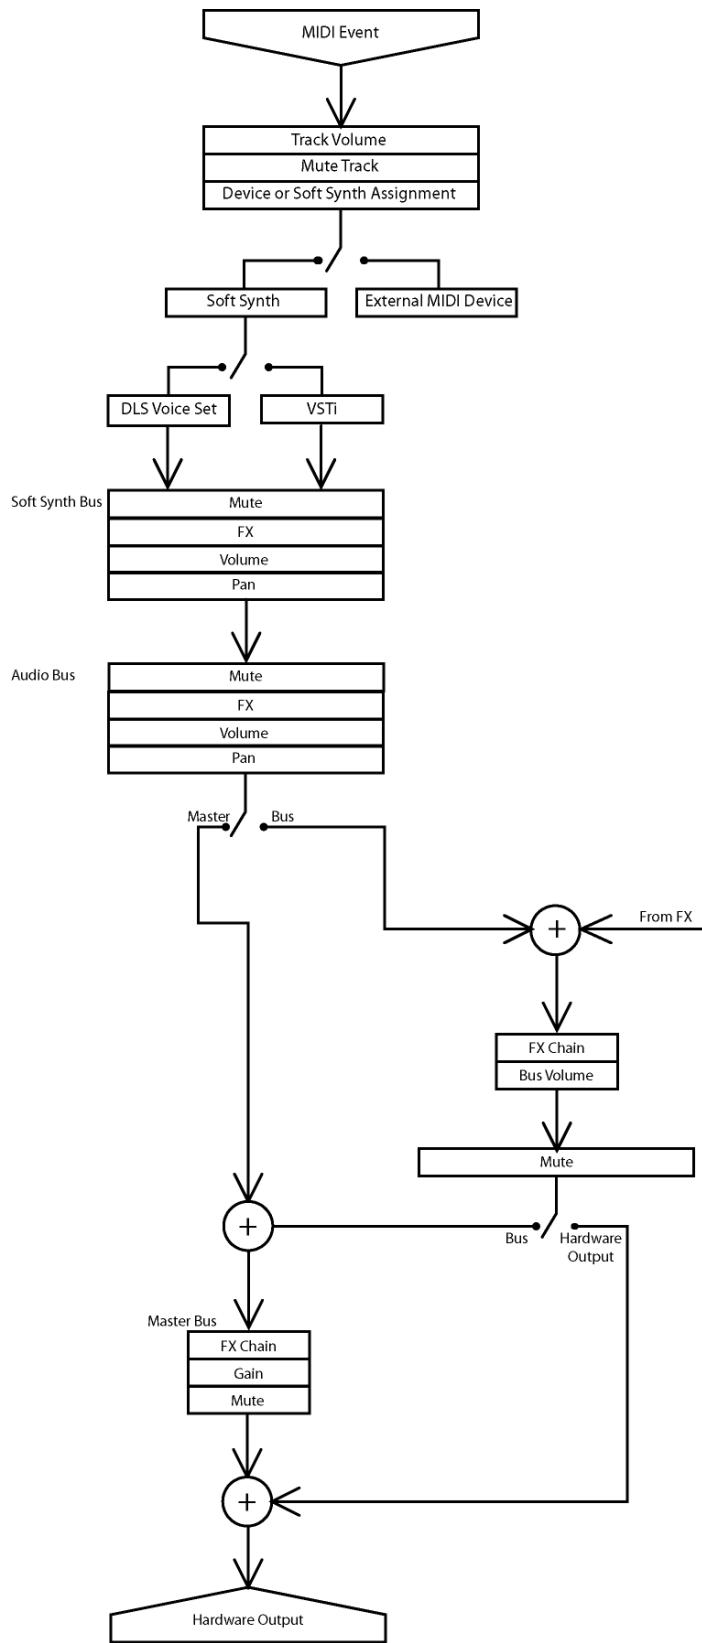 MIDI Event
Track Volume
Mute Track
Device or Soft Synth Assignment
Soft Synth
External MIDI Device
DLS Voice Set
VSTi
Soft Synth Bus
Mute
FX
Volume
Pan
Audio Bus
Mute
FX
Volume
Pan
Master
Bus
+
From FX
FX Chain
Bus Volume
Mute
+
Bus
Hardware
Output
Master Bus
FX Chain
Gain
Mute
+
Hardware Output